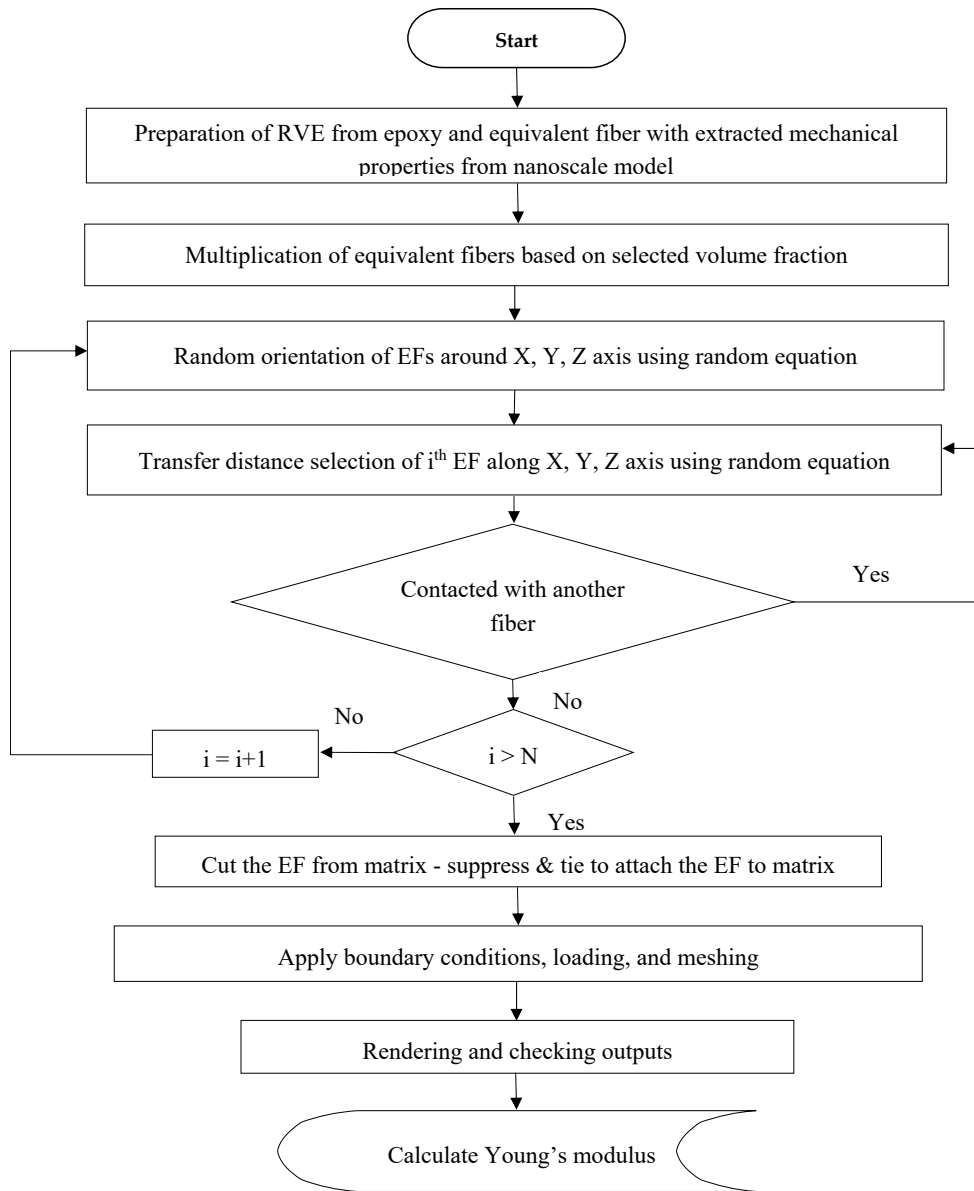 Start
Preparation of RVE from epoxy and equivalent fiber with extracted mechanical
properties from nanoscale model
Multiplication of equivalent fibers based on selected volume fraction
Random orientation of EFs around X, Y, Z axis using random equation
Transfer distance selection of ith EF along X, Y, Z axis using random equation
Contacted with another
fiber
Yes
No
i > N
No
i = i+1
Yes
Cut the EF from matrix - suppress & tie to attach the EF to matrix
Apply boundary conditions, loading, and meshing
Rendering and checking outputs
Calculate Young’s modulus